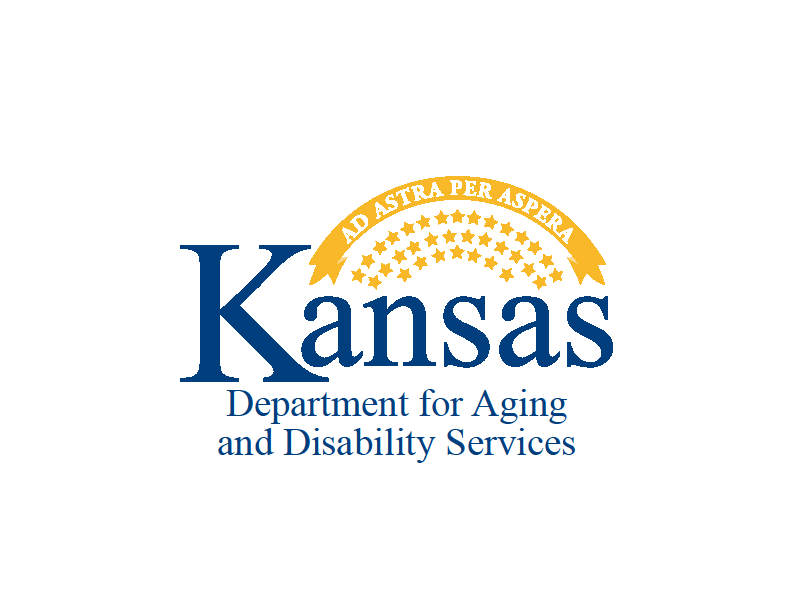 AD ASTRA PER ASPERA
Kansas
Department for Aging
and Disability Services